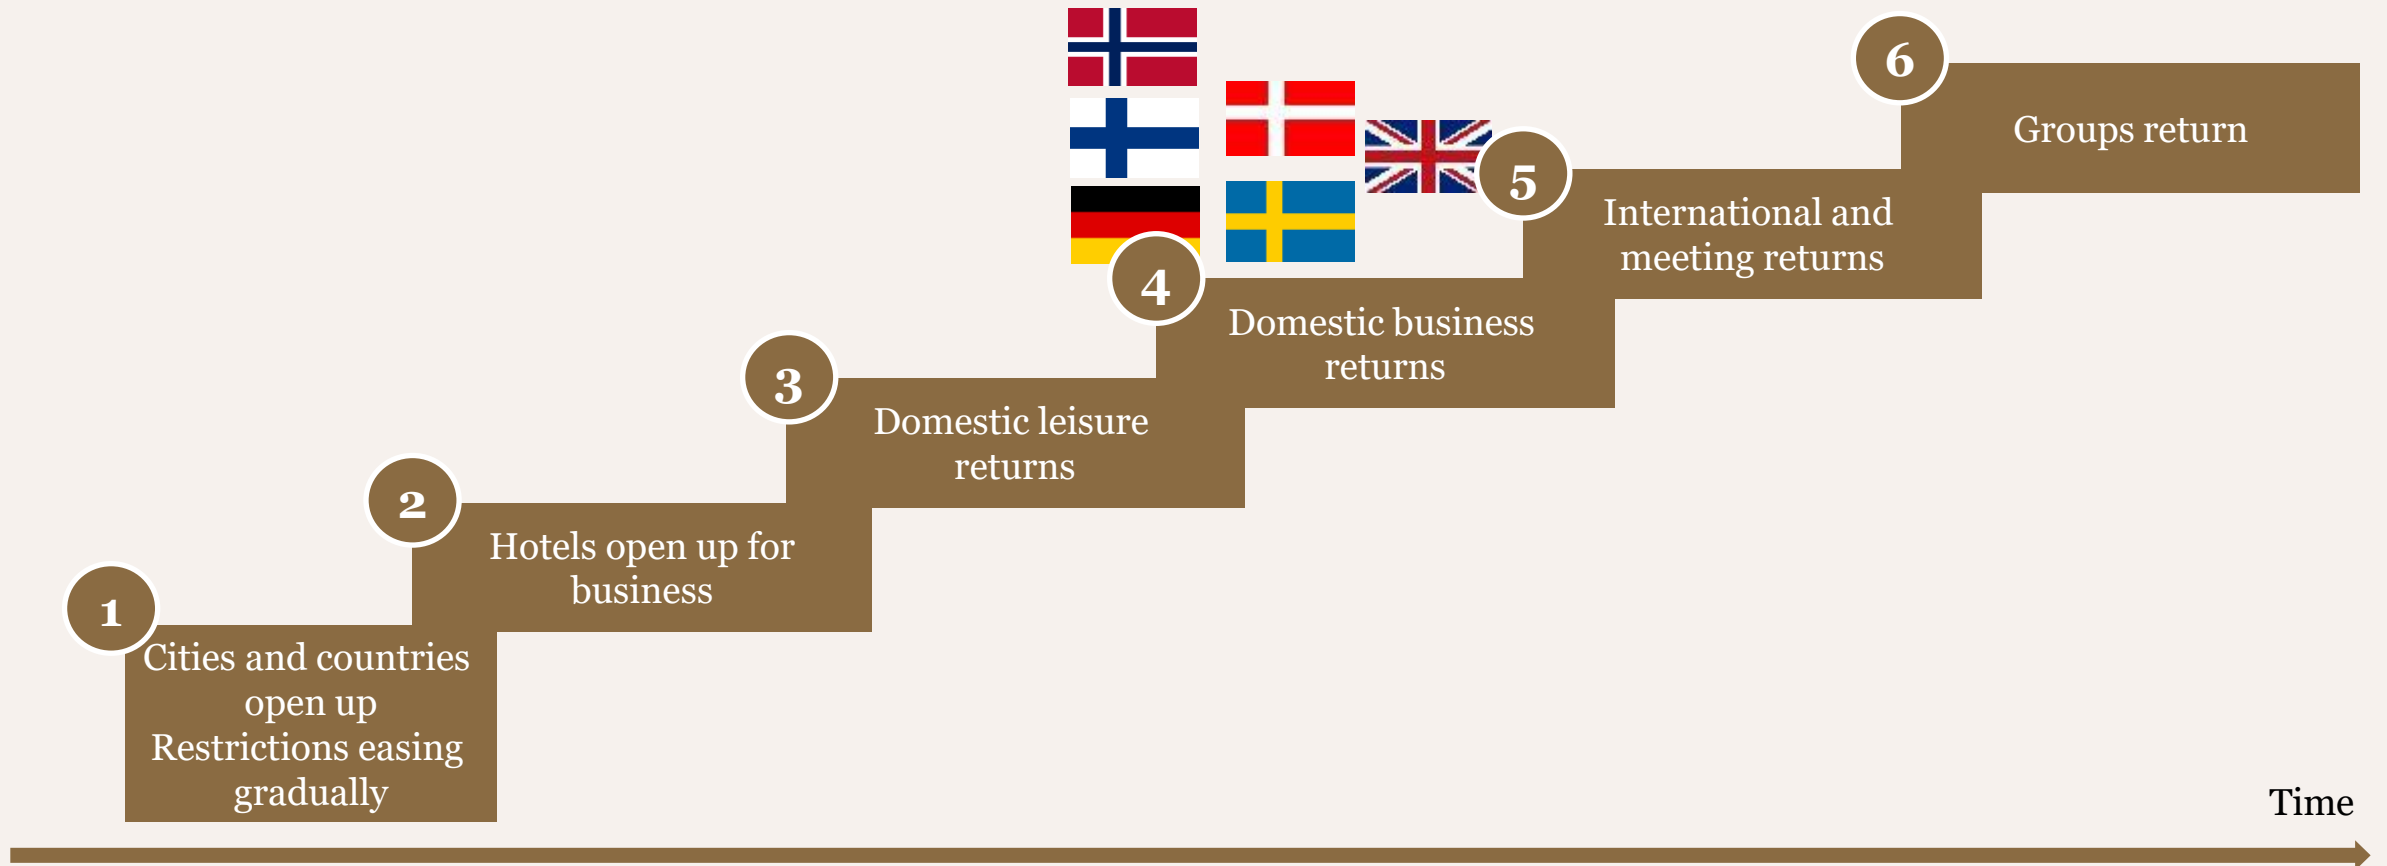 1
Cities and countries
open up
Restrictions easing
gradually
2
Hotels open up for
business
3
Domestic leisure
returns
4
Domestic business
returns
5
International and
meeting returns
6
Groups return
Time